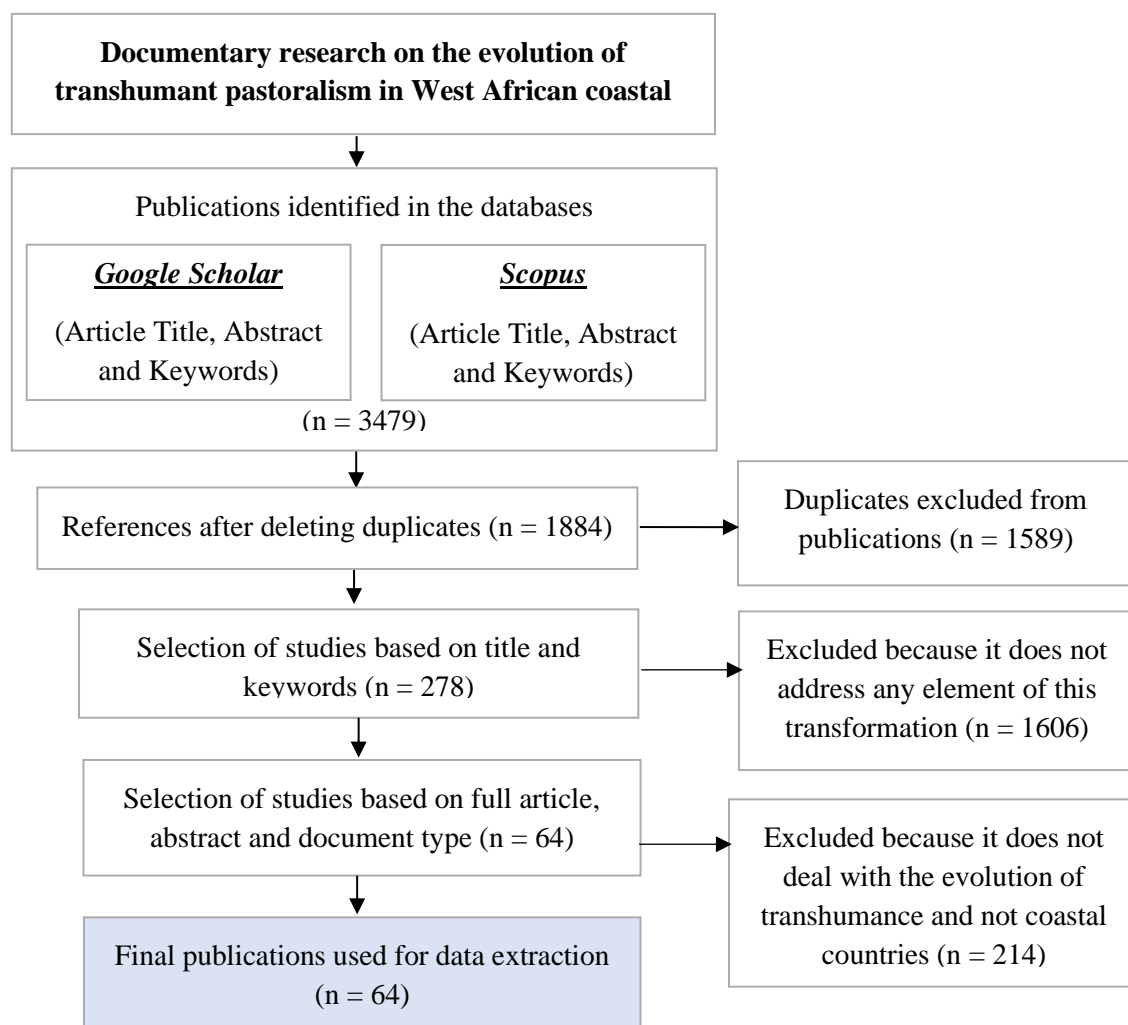 Documentary research on the evolution of
transhumant pastoralism in West African coastal
Publications identified in the databases
Google Scholar
(Article Title, Abstract
and Keywords)
Scopus
(Article Title, Abstract
and Keywords)
(n = 3479)
References after deleting duplicates (n = 1884)
Duplicates excluded from
publications (n = 1589)
Selection of studies based on title and
keywords (n = 278)
Excluded because it does not
address any element of this
transformation (n = 1606)
Selection of studies based on full article,
abstract and document type (n = 64)
Excluded because it does not
deal with the evolution of
transhumance and not coastal
countries (n = 214)
Final publications used for data extraction
(n = 64)